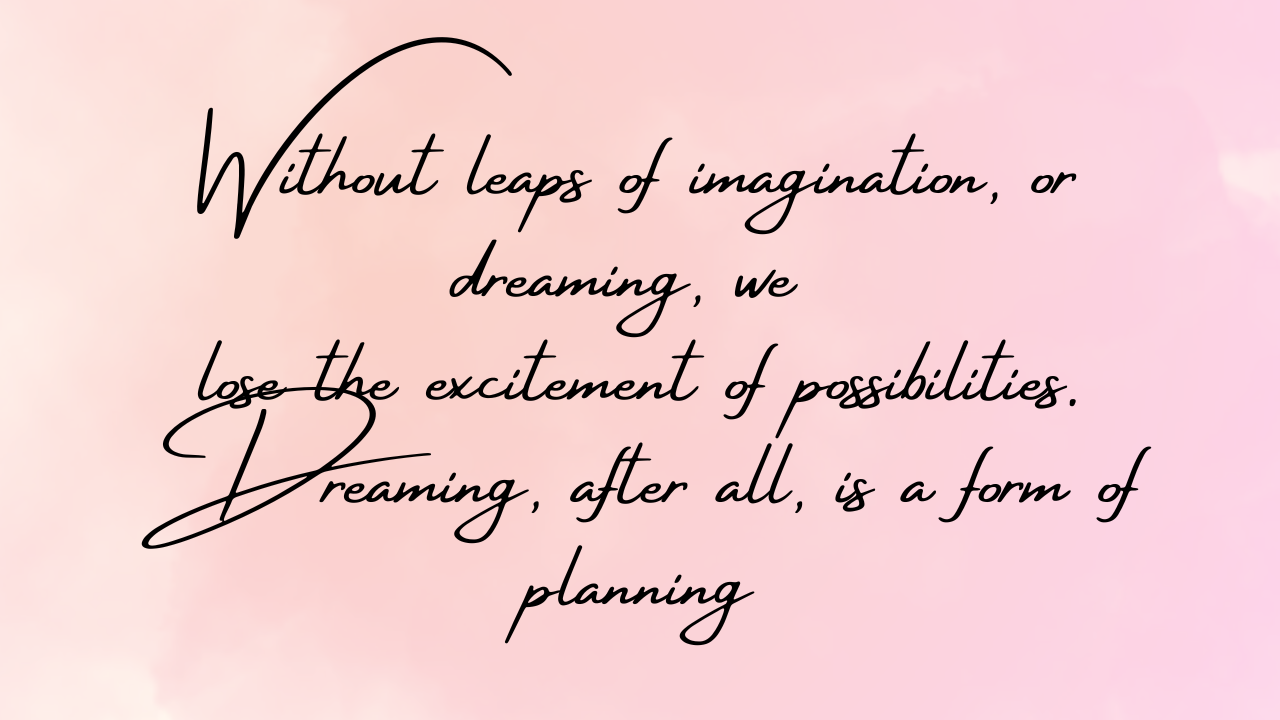 Without leaps of imagination, or
dreaming, we
lose the excitement of possibilities.
Dreaming, after all, is a form of
planning